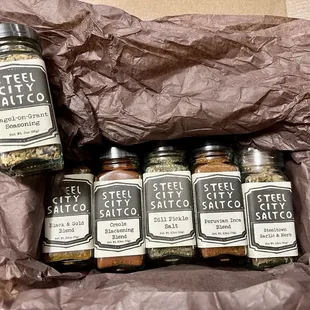 STEEL
CITY
SALT CO.
Bagel-on-Grant
Seasoning
STEEL
CITY
SALT CO.
Black & Gold
Blend
STEEL
CITY
SALT CO.
Creole
Blackening
Blend
STEEL
CITY
SALT CO.
Dill Pickle
Salt
STEEL
CITY
SALT CO.
Peruvian Inca
Blend
STEEL
CITY
SALT CO.
Steeltown
Garlic & Herb